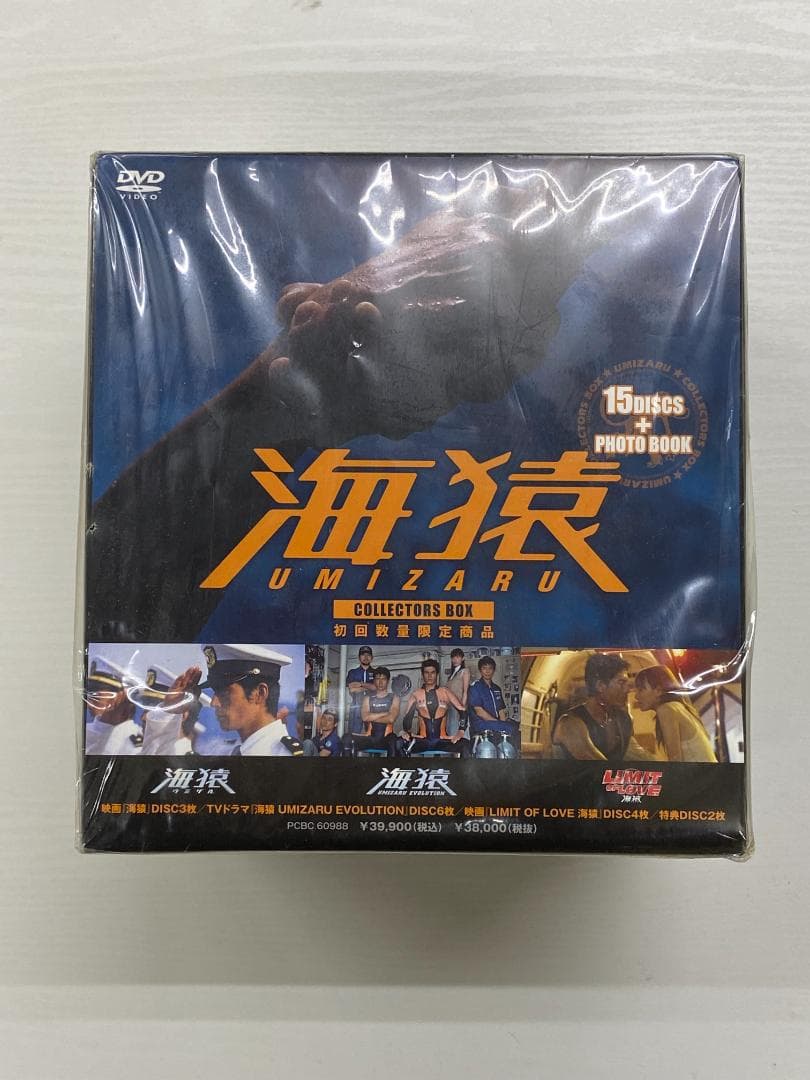 DVD
VIDEO
UMIZARU ★ COLLECTORS BOX ★ UMIZARU ★ COLLECTORS BOX ★
15DISCS
+
PHOTO BOOK
海猿
UMIZARU
COLLECTORS BOX
初回数量限定商品
海猿
ウミザル
海猿
UMIZARU EVOLUTION
LIMIT
OF LOVE
海猿
映画『海猿』DISC3枚／TVドラマ『海猿 UMIZARU EVOLUTION』DISC6枚／映画『LIMIT OF LOVE 海猿』DISC4枚／特典DISC2枚
PCBC 60988 ￥39,900(税込) ￥38,000(税抜)